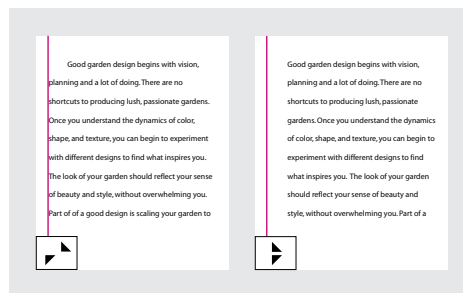 Good garden design begins with vision,
planning and a lot of doing. There are no
shortcuts to producing lush, passionate gardens.
Once you understand the dynamics of color,
shape, and texture, you can begin to experiment
with different designs to find what inspires you.
The look of your garden should reflect your sense
of beauty and style, without overwhelming you.
Part of of a good design is scaling your garden to
Good garden design begins with vision,
planning and a lot of doing. There are no
shortcuts to producing lush, passionate
gardens. Once you understand the dynamics
of color, shape, and texture, you can begin to
experiment with different designs to find
what inspires you. The look of your garden
should reflect your sense of beauty and
style, without overwhelming you. Part of a